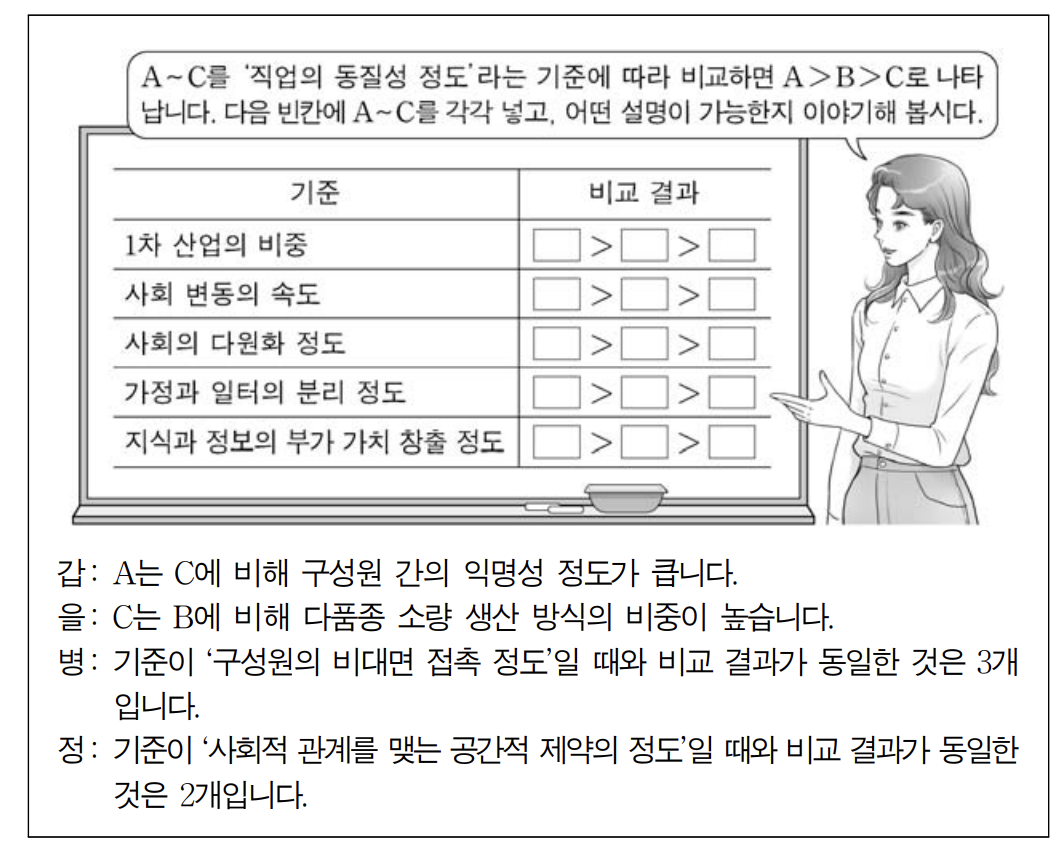 A~C를 ‘직업의 동질성 정도’라는 기준에 따라 비교하면 A>B>C로 나타
납니다. 다음 빈칸에 A~C를 각각 넣고, 어떤 설명이 가능한지 이야기해 봅시다.
기준 비교 결과
1차 산업의 비중 □ > □ > □
사회 변동의 속도 □ > □ > □
사회의 다원화 정도 □ > □ > □
가정과 일터의 분리 정도 □ > □ > □
지식과 정보의 부가 가치 창출 정도 □ > □ > □
갑: A는 C에 비해 구성원 간의 익명성 정도가 큽니다.
을: C는 B에 비해 다품종 소량 생산 방식의 비중이 높습니다.
병: 기준이 ‘구성원의 비대면 접촉 정도’일 때와 비교 결과가 동일한 것은 3개
입니다.
정: 기준이 ‘사회적 관계를 맺는 공간적 제약의 정도’일 때와 비교 결과가 동일한
것은 2개입니다.